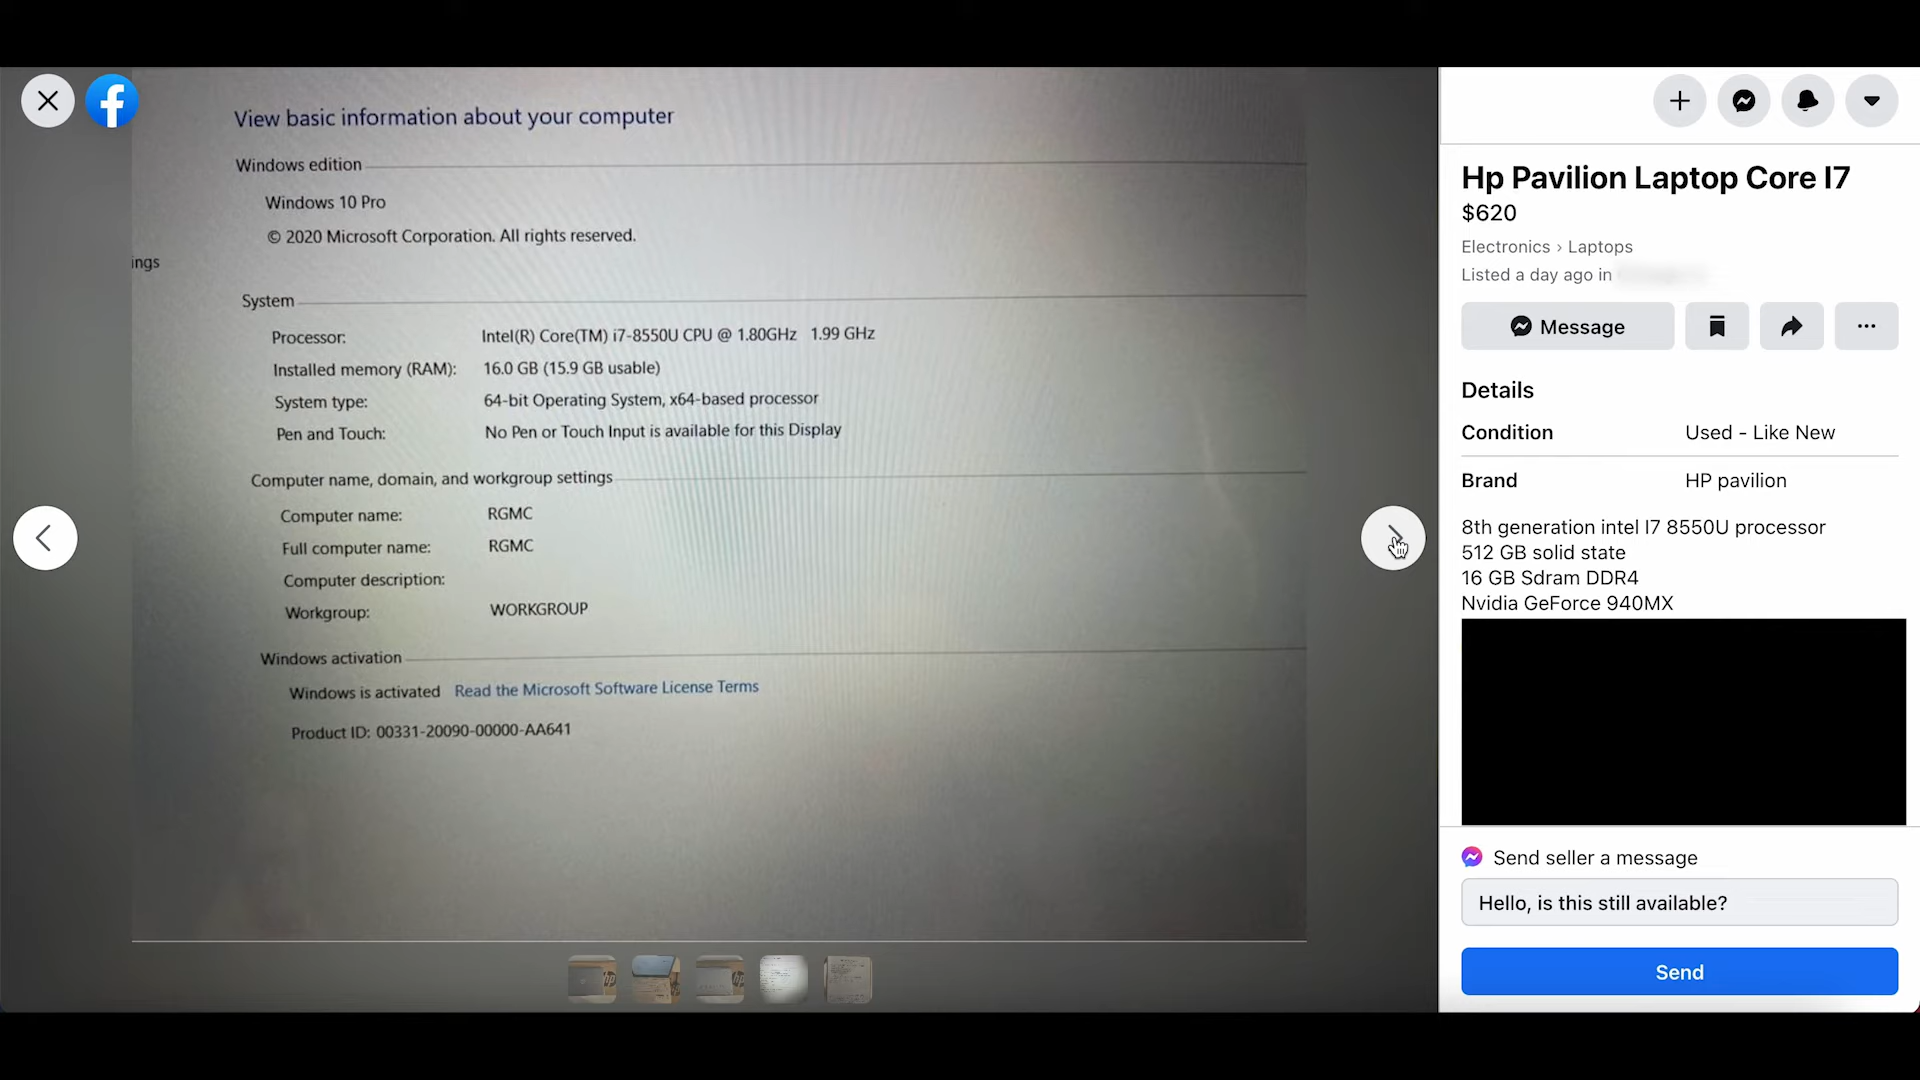 View basic information about your computer
Windows edition
Windows 10 Pro
© 2020 Microsoft Corporation. All rights reserved.
ings
System
Processor: Intel(R) Core(TM) i7-8550U CPU @ 1.80GHz 1.99 GHz
Installed memory (RAM): 16.0 GB (15.9 GB usable)
System type: 64-bit Operating System, x64-based processor
Pen and Touch: No Pen or Touch Input is available for this Display
Computer name, domain, and workgroup settings
Computer name: RGMC
Full computer name: RGMC
Computer description:
Workgroup: WORKGROUP
Windows activation
Windows is activated Read the Microsoft Software License Terms
Product ID: 00331-20090-00000-AA641
Hp Pavilion Laptop Core I7
$620
Electronics › Laptops
Listed a day ago in
Message
Details
Condition Used - Like New
Brand HP pavilion
8th generation intel I7 8550U processor
512 GB solid state
16 GB Sdram DDR4
Nvidia GeForce 940MX
Send seller a message
Hello, is this still available?
Send